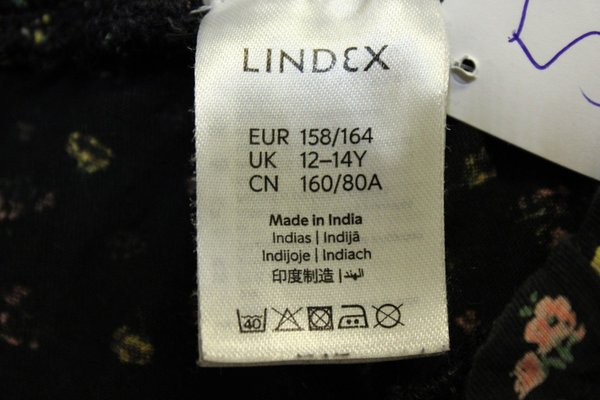 LINDEX
EUR 158/164
UK 12–14Y
CN 160/80A
Made in India
Indias | Indijā
Indijoje | Indiach
印度制造 | الهند
40